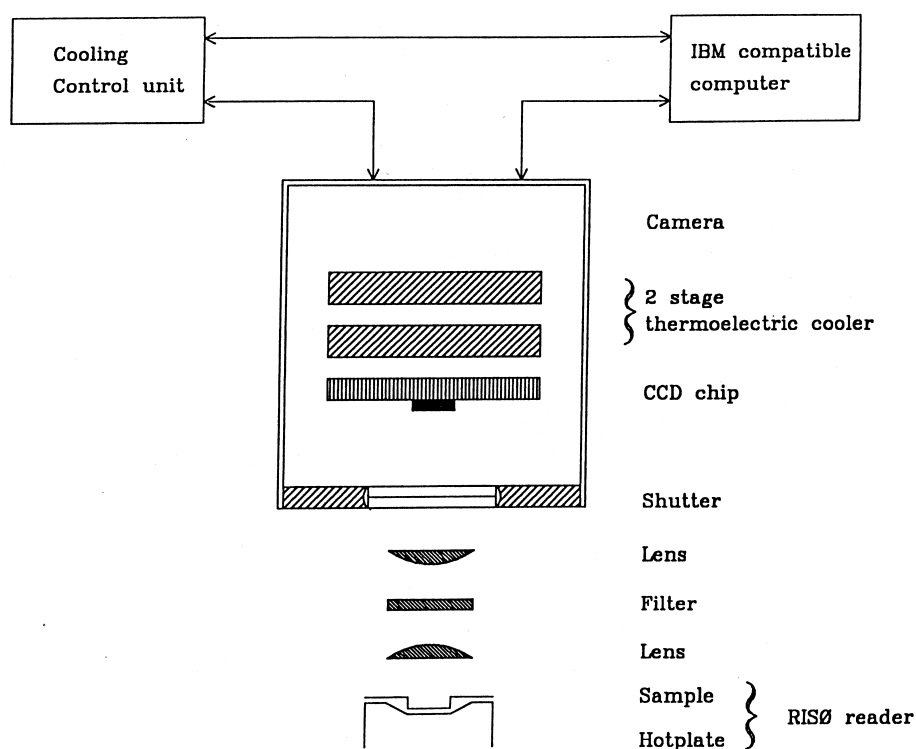 Cooling
Control unit
IBM compatible
computer
Camera
2 stage
thermoelectric cooler
CCD chip
Shutter
Lens
Filter
Lens
Sample
Hotplate
RISØ reader